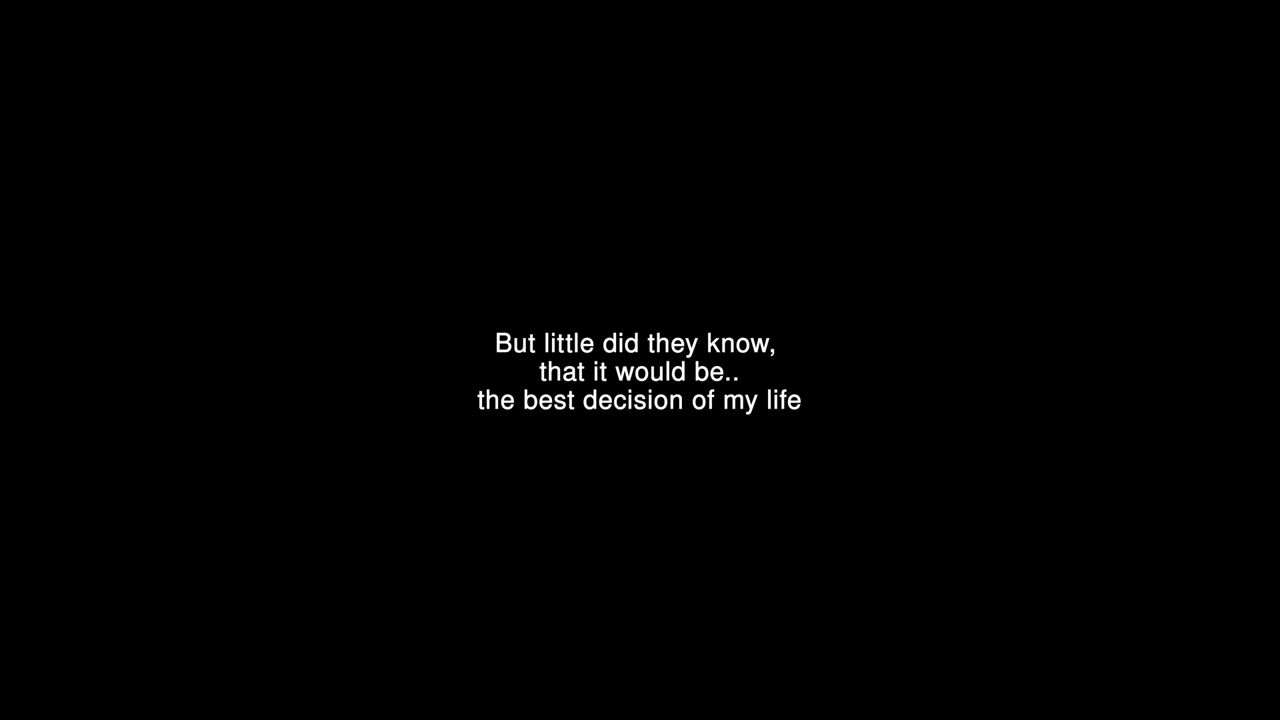 But little did they know,
that it would be..
the best decision of my life